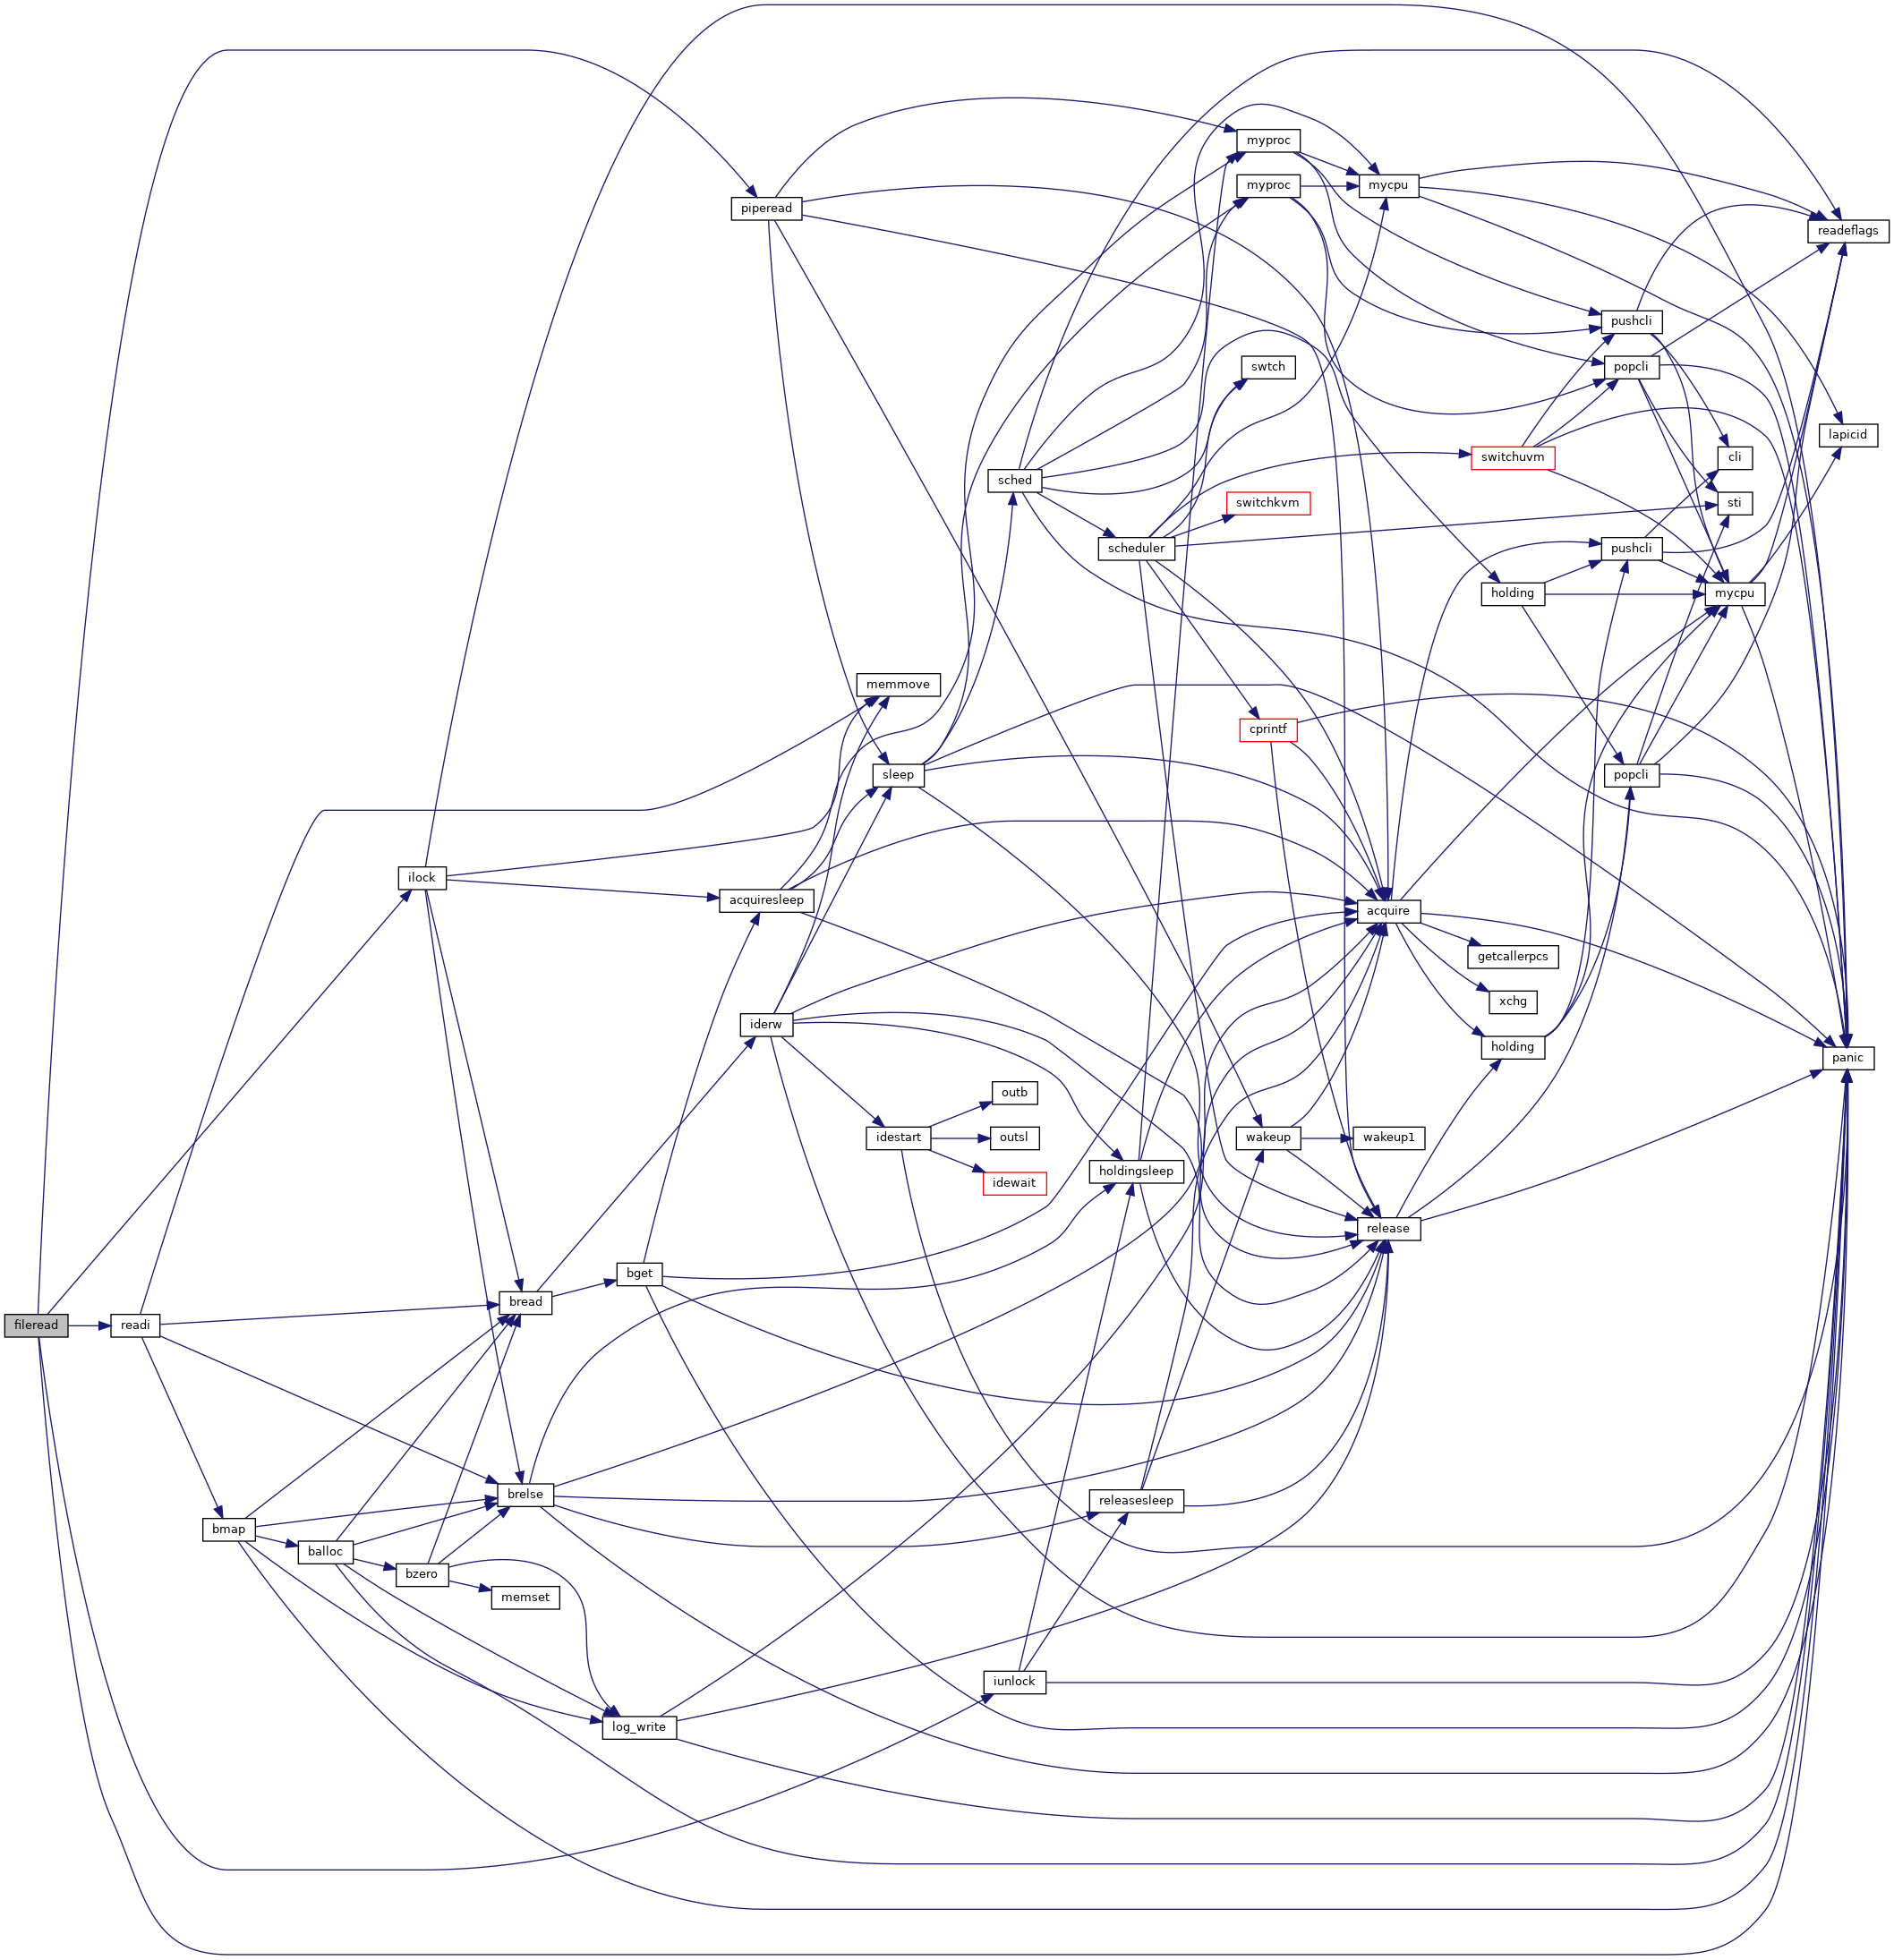 myproc
myproc
mycpu
piperead
readeflags
pushcli
swtch
popcli
lapicid
sched
switchuvm
cli
switchkvm
sti
scheduler
pushcli
holding
mycpu
memmove
cprintf
sleep
popcli
ilock
acquiresleep
acquire
getcallerpcs
xchg
iderw
holding
panic
outb
idestart
outsl
wakeup
wakeup1
holdingsleep
idewait
release
bget
bread
fileread
readi
brelse
releasesleep
bmap
balloc
bzero
memset
iunlock
log_write